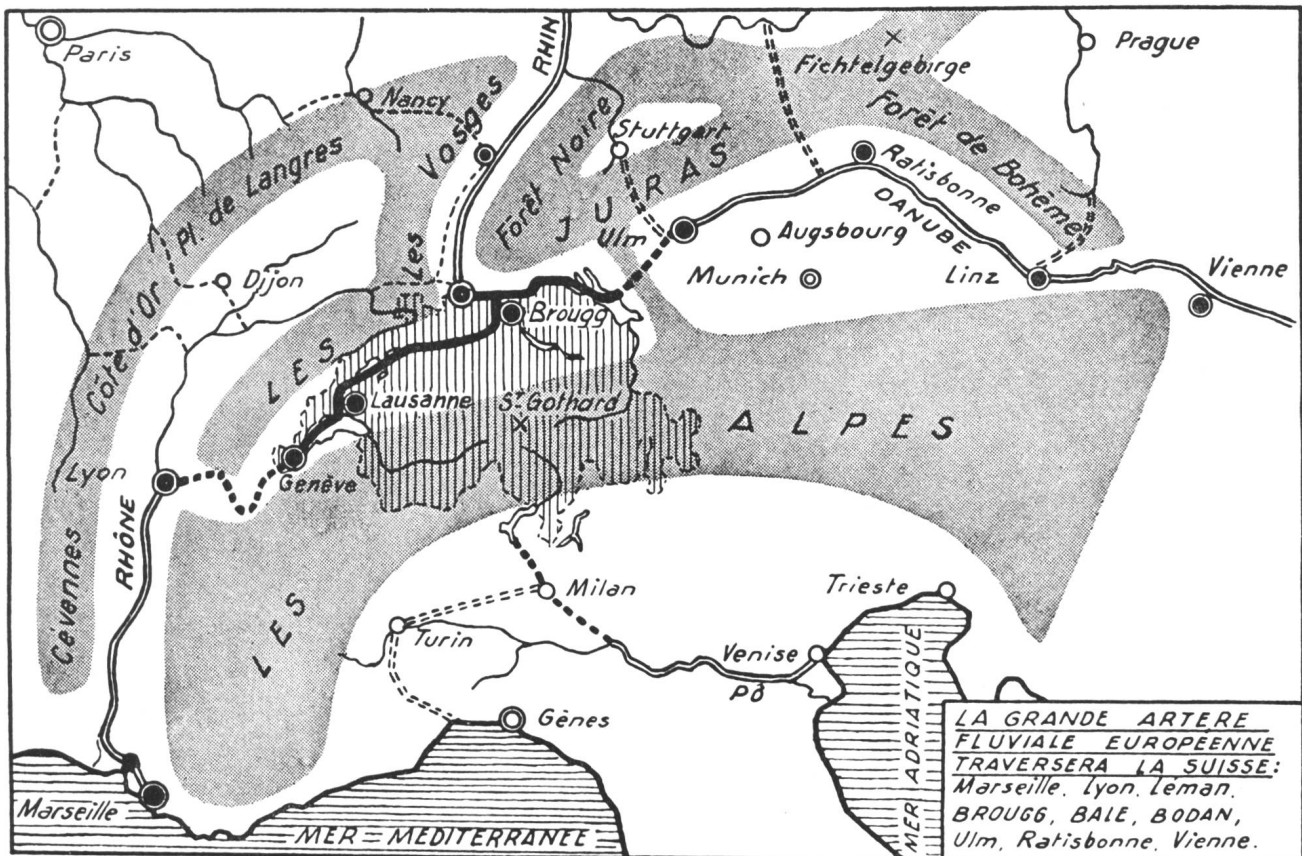 Paris
Prague
RHIN
Fichtelgebirge
Nancy
Vosges
Forêt de Bohême
Stuttgart
Forêt Noire
Pl. de Langres
JURAS
Ratisbonne
Ulm
Augsbourg
DANUBE
Dijon
Les
Munich
Linz
Vienne
Côte d'Or
Brougg
LES
Lausanne
St Gothard
ALPES
Lyon
Genève
RHÔNE
Cévennes
LES
Milan
Trieste
Turin
Venise
PÔ
Gênes
MER ADRIATIQUE
Marseille
MER=MEDITERRANEE
LA GRANDE ARTERE
FLUVIALE EUROPÉENNE
TRAVERSERA LA SUISSE:
Marseille, Lyon, Léman,
BROUGG, BALE, BODAN,
Ulm, Ratisbonne, Vienne.